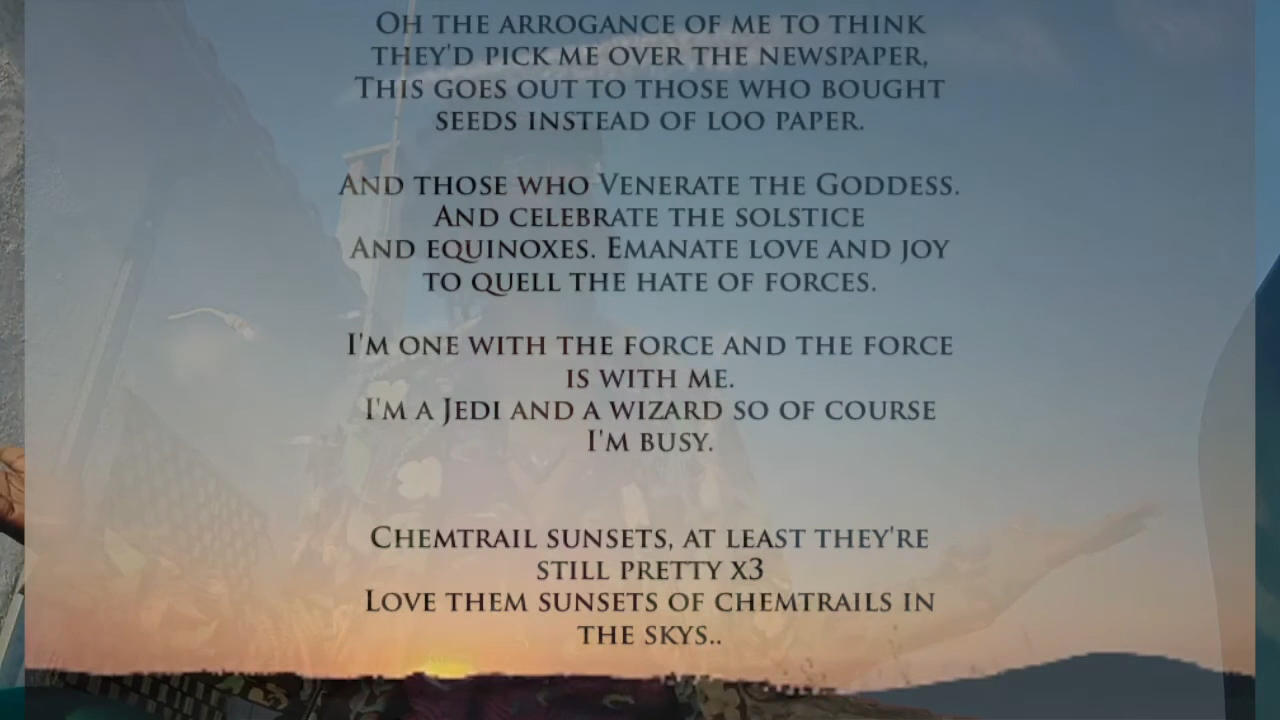 Oh the arrogance of me to think
they'd pick me over the newspaper,
This goes out to those who bought
seeds instead of loo paper.
And those who Venerate the Goddess.
And celebrate the solstice
And equinoxes. Emanate love and joy
to quell the hate of forces.
I'm one with the force and the force
is with me.
I'm a Jedi and a wizard so of course
I'm busy.
Chemtrail sunsets, at least they're
still pretty x3
Love them sunsets of chemtrails in
the skys..